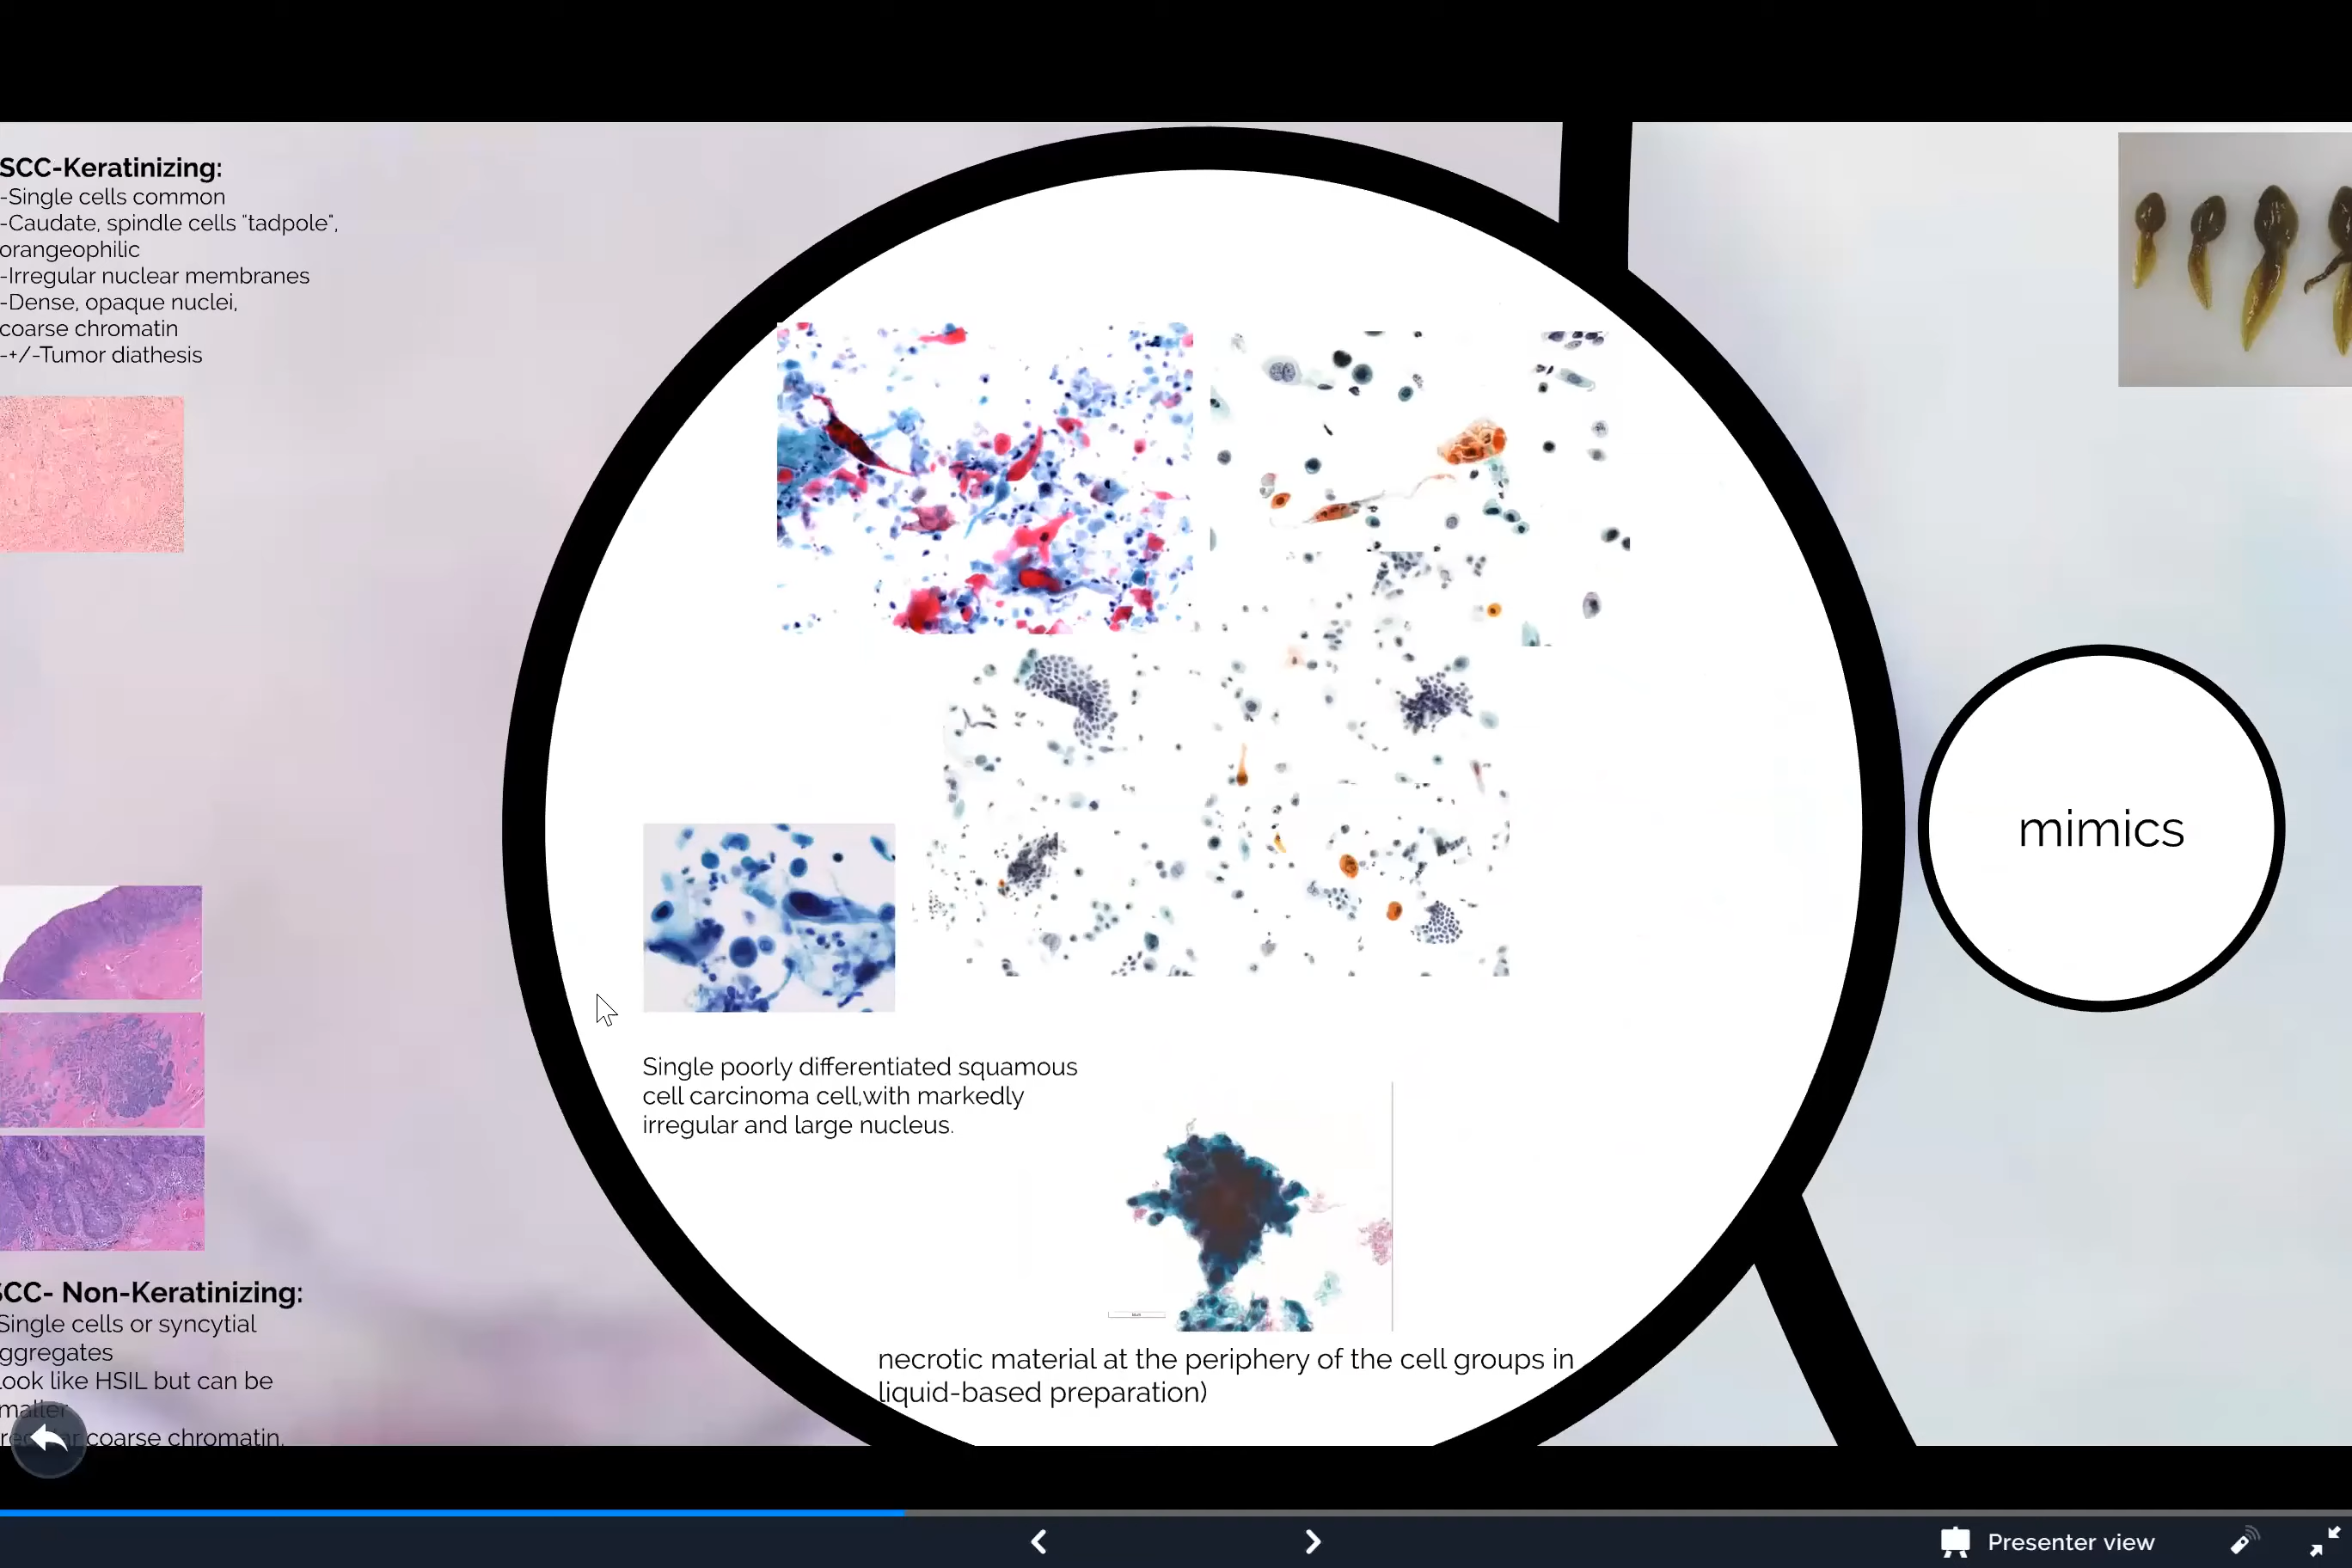 SCC-Keratinizing:
-Single cells common
-Caudate, spindle cells "tadpole",
orangeophilic
-Irregular nuclear membranes
-Dense, opaque nuclei,
coarse chromatin
-+/-Tumor diathesis
mimics
Single poorly differentiated squamous
cell carcinoma cell,with markedly
irregular and large nucleus.
necrotic material at the periphery of the cell groups in
liquid-based preparation)
SCC- Non-Keratinizing:
Single cells or syncytial
ggregates
look like HSIL but can be
maller
coarse chromatin.
Presenter view